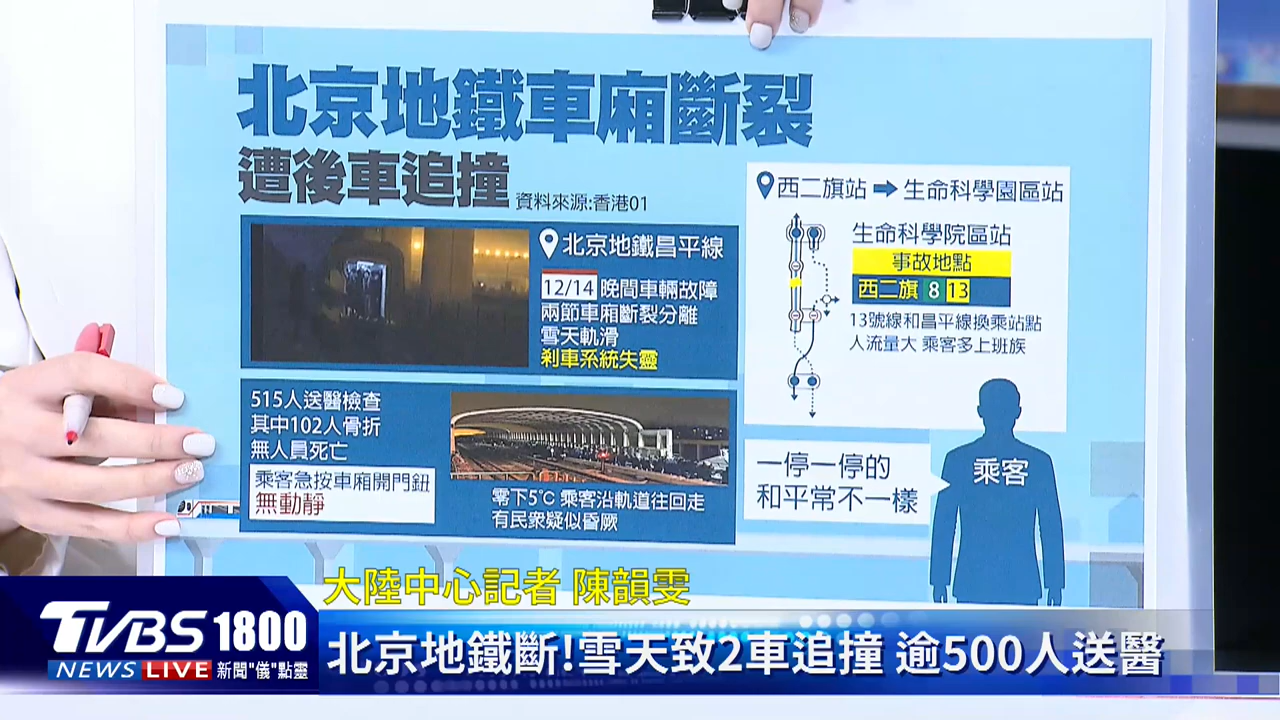 北京地鐵車廂斷裂
遭後車追撞
資料來源:香港01
北京地鐵昌平線
12/14 晚間車輛故障
兩節車廂斷裂分離
雪天軌滑
剎車系統失靈
515人送醫檢查
其中102人骨折
無人員死亡
乘客急按車廂開門鈕
無動靜
零下5℃ 乘客沿軌道往回走
有民眾疑似昏厥
西二旗站 ➡ 生命科學園區站
生命科學院區站
事故地點
西二旗 8 13
13號線和昌平線換乘站點
人流量大 乘客多上班族
一停一停的
和平常不一樣
乘客
大陸中心記者 陳韻雯
TVBS 1800
NEWS LIVE 新聞"儀"點靈
北京地鐵斷!雪天致2車追撞 逾500人送醫